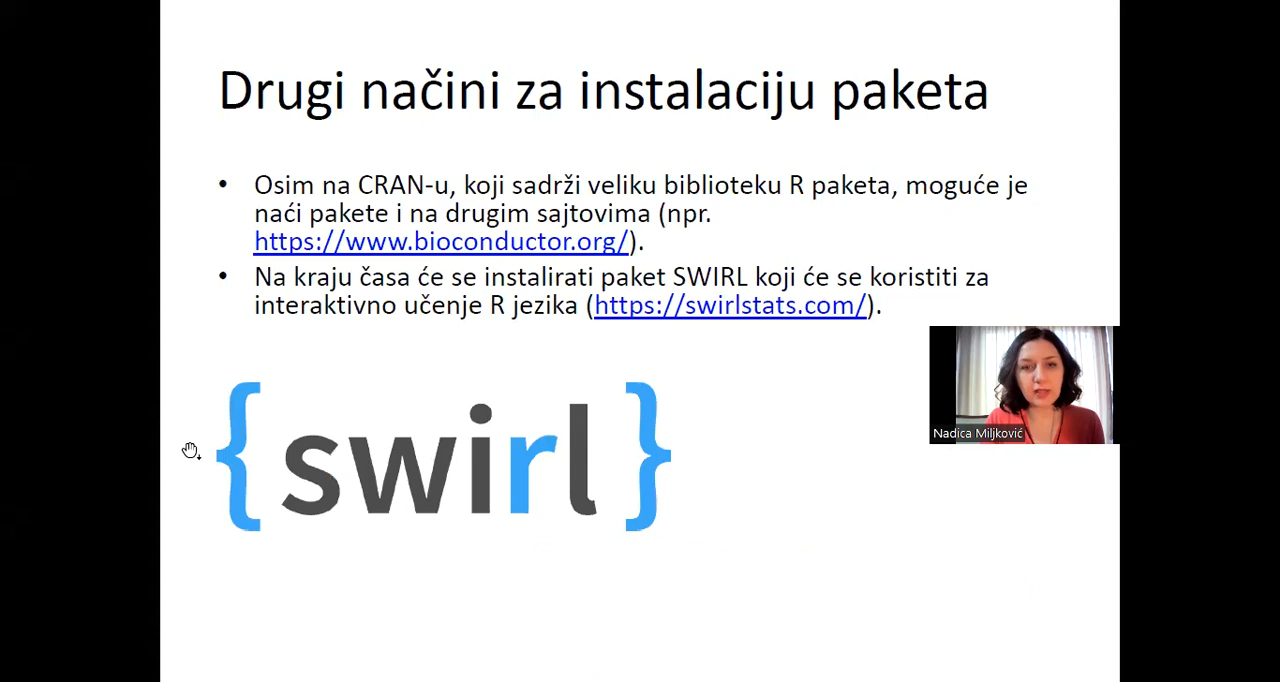 Drugi načini za instalaciju paketa
• Osim na CRAN-u, koji sadrži veliku biblioteku R paketa, moguće je
naći pakete i na drugim sajtovima (npr.
https://www.bioconductor.org/).
• Na kraju časa će se instalirati paket SWIRL koji će se koristiti za
interaktivno učenje R jezika (https://swirlstats.com/).
{swirl}
Nadica Miljković